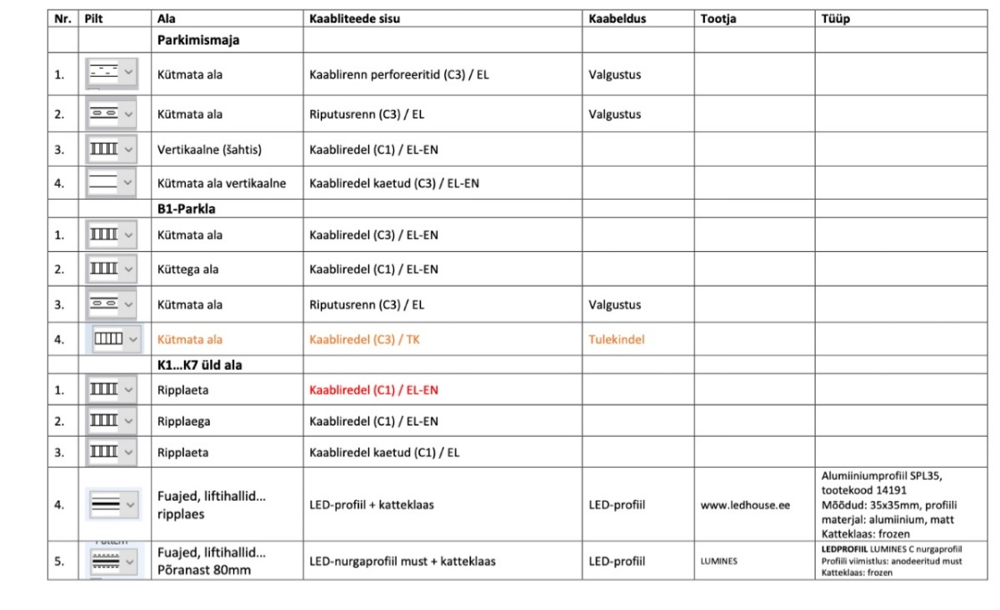 Nr. Pilt Ala Kaabliteede sisu Kaabeldus Tootja Tüüp
Parkimismaja
1. Kütmata ala Kaablirenn perforeeritid (C3) / EL Valgustus
2. Kütmata ala Riputusrenn (C3) / EL Valgustus
3. Vertikaalne (šahtis) Kaabliredel (C1) / EL-EN
4. Kütmata ala vertikaalne Kaabliredel kaetud (C3) / EL-EN
B1-Parkla
1. Kütmata ala Kaabliredel (C3) / EL-EN
2. Küttega ala Kaabliredel (C1) / EL-EN
3. Kütmata ala Riputusrenn (C3) / EL Valgustus
4. Kütmata ala Kaabliredel (C3) / TK Tulekindel
K1...K7 üld ala
1. Ripplaeta Kaabliredel (C1) / EL-EN
2. Ripplaega Kaabliredel (C1) / EL-EN
3. Ripplaeta Kaabliredel kaetud (C1) / EL
4. Fuajed, liftihallid...
ripplaes
LED-profiil + katteklaas LED-profiil www.ledhouse.ee
Alumiiniumprofiil SPL35,
tootekood 14191
Mõõdud: 35x35mm, profiili
materjal: alumiinium, matt
Katteklaas: frozen
5. Fuajed, liftihallid...
Põranast 80mm
LED-nurgaprofiil must + katteklaas LED-profiil LUMINES
LEDPROFIIL LUMINES C nurgaprofiil
Profiili viimistlus: anodeeritud must
Katteklaas: frozen